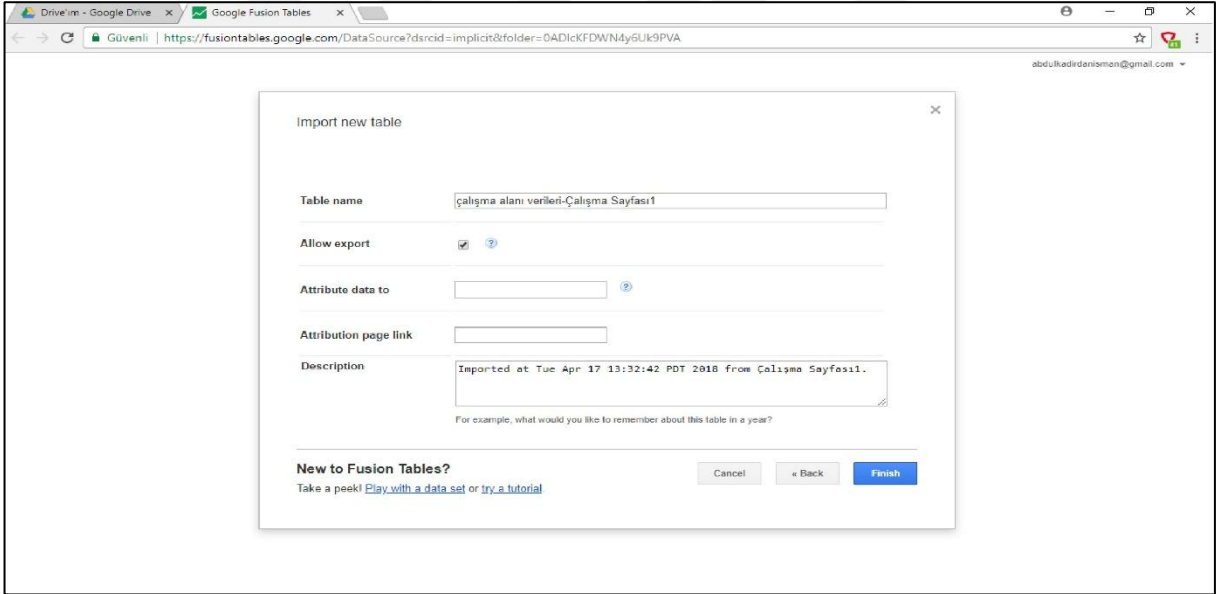 Drive'ım - Google Drive
Google Fusion Tables
Güvenli | https://fusiontables.google.com/DataSource?dsrcid=implicit&folder=0ADlcKFDWN4y6Uk9PVA
abdulkadirdanisman@gmail.com
Import new table
Table name
çalışma alanı verileri-Çalışma Sayfası1
Allow export
Attribute data to
Attribution page link
Description
Imported at Tue Apr 17 13:32:42 PDT 2018 from Çalışma Sayfası1.
For example, what would you like to remember about this table in a year?
New to Fusion Tables?
Take a peek! Play with a data set or try a tutorial
Cancel
« Back
Finish